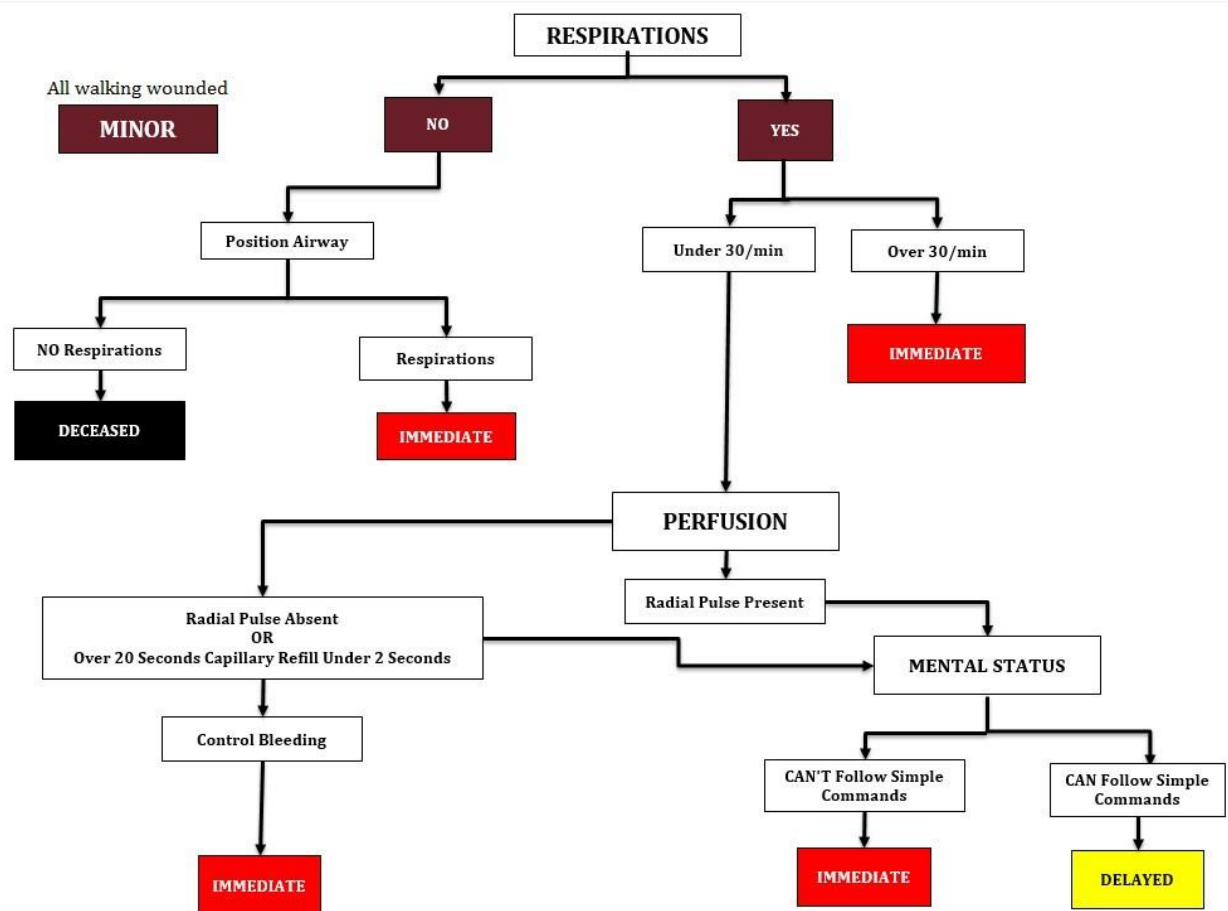 RESPIRATIONS
All walking wounded
MINOR
NO
YES
Position Airway
Under 30/min
Over 30/min
NO Respirations
Respirations
IMMEDIATE
DECEASED
IMMEDIATE
PERFUSION
Radial Pulse Present
Radial Pulse Absent
OR
Over 20 Seconds Capillary Refill Under 2 Seconds
MENTAL STATUS
Control Bleeding
CAN'T Follow Simple
Commands
CAN Follow Simple
Commands
IMMEDIATE
IMMEDIATE
DELAYED